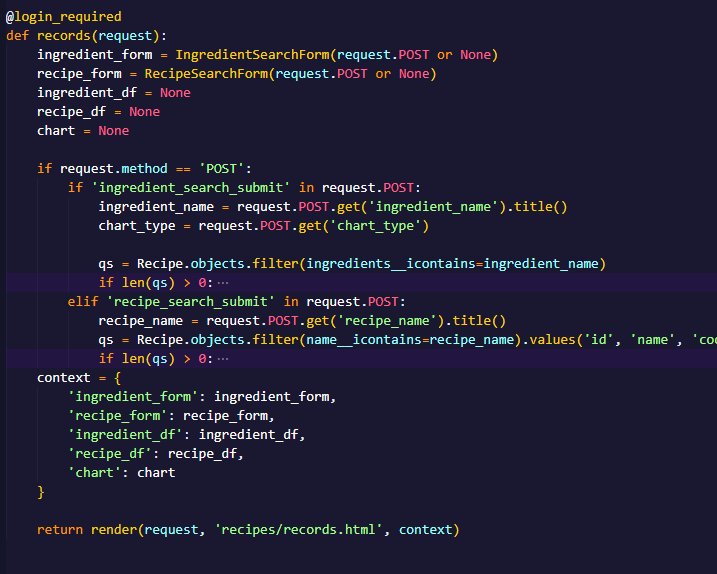 @login_required
def records(request):
    ingredient_form = IngredientSearchForm(request.POST or None)
    recipe_form = RecipeSearchForm(request.POST or None)
    ingredient_df = None
    recipe_df = None
    chart = None

    if request.method == 'POST':
        if 'ingredient_search_submit' in request.POST:
            ingredient_name = request.POST.get('ingredient_name').title()
            chart_type = request.POST.get('chart_type')

            qs = Recipe.objects.filter(ingredients__icontains=ingredient_name)
            if len(qs) > 0:⋯
        elif 'recipe_search_submit' in request.POST:
            recipe_name = request.POST.get('recipe_name').title()
            qs = Recipe.objects.filter(name__icontains=recipe_name).values('id', 'name', 'coo
            if len(qs) > 0:⋯
    context = {
        'ingredient_form': ingredient_form,
        'recipe_form': recipe_form,
        'ingredient_df': ingredient_df,
        'recipe_df': recipe_df,
        'chart': chart
    }

    return render(request, 'recipes/records.html', context)